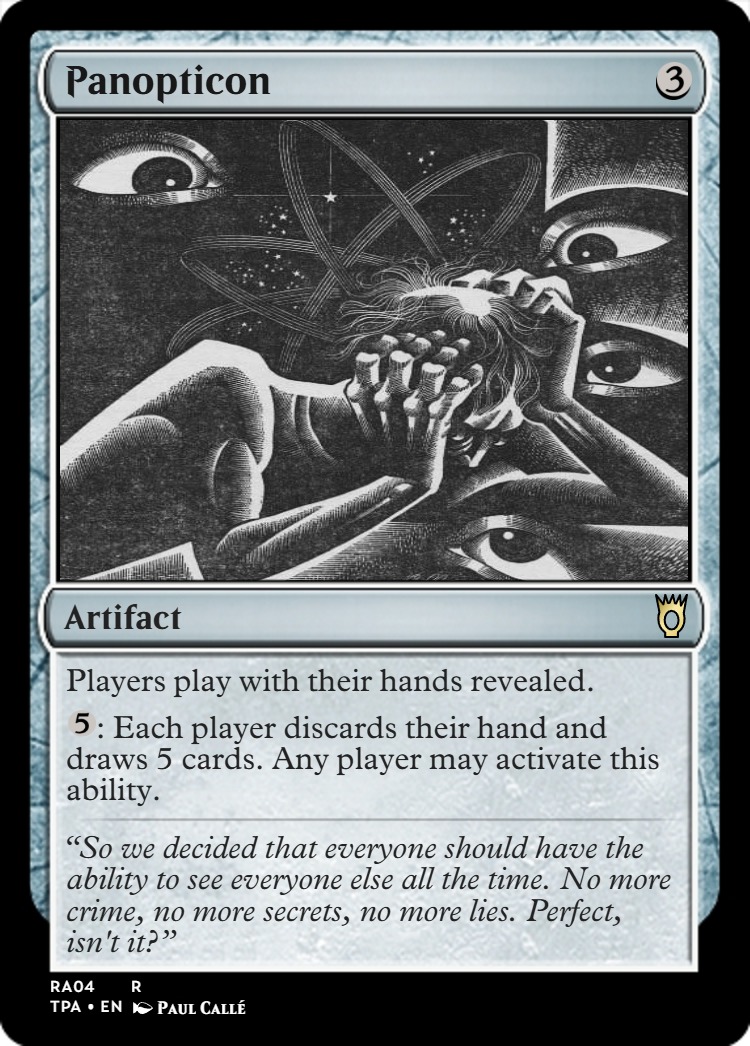 Panopticon 3
Artifact
Players play with their hands revealed.
5: Each player discards their hand and
draws 5 cards. Any player may activate this
ability.
“So we decided that everyone should have the
ability to see everyone else all the time. No more
crime, no more secrets, no more lies. Perfect,
isn't it?”
RA04 R
TPA • EN PAUL CALLÉ